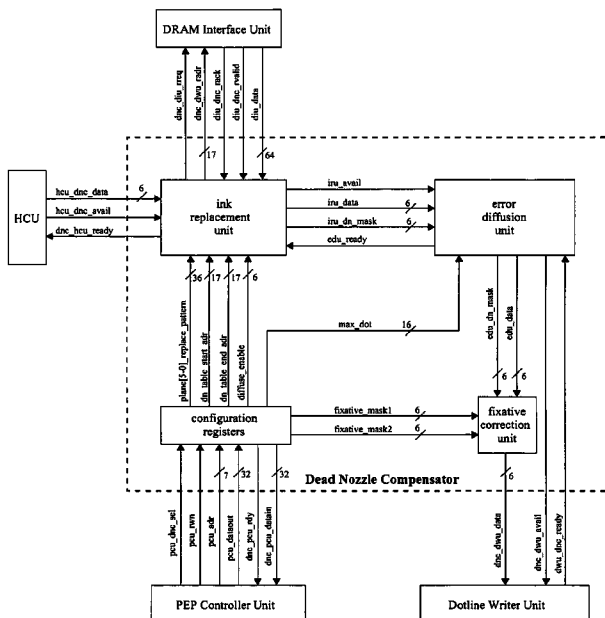 DRAM Interface Unit
dnc_diu_rreq
dnc_dwu_radr
diu_dnc_rack
diu_dnc_rvalid
diu_data
17
64
HCU
hcu_dnc_data
6
hcu_dnc_avail
dnc_hcu_ready
ink
replacement
unit
iru_avail
iru_data
6
iru_dn_mask
6
edu_ready
error
diffusion
unit
plane[5-0]_replace_pattern
36
dn_table_start_adr
17
dn_table_end_adr
17
diffuse_enable
6
max_dot
16
edu_dn_mask
6
edu_data
6
configuration
registers
fixative_mask1
6
fixative_mask2
6
fixative
correction
unit
6
Dead Nozzle Compensator
pcu_dnc_sel
pcu_rwn
pcu_adr
7
pcu_dataout
32
dnc_pcu_rdy
dnc_pcu_datain
32
dnc_dwu_data
dnc_dwu_avail
dwu_dnc_ready
PEP Controller Unit
Dotline Writer Unit